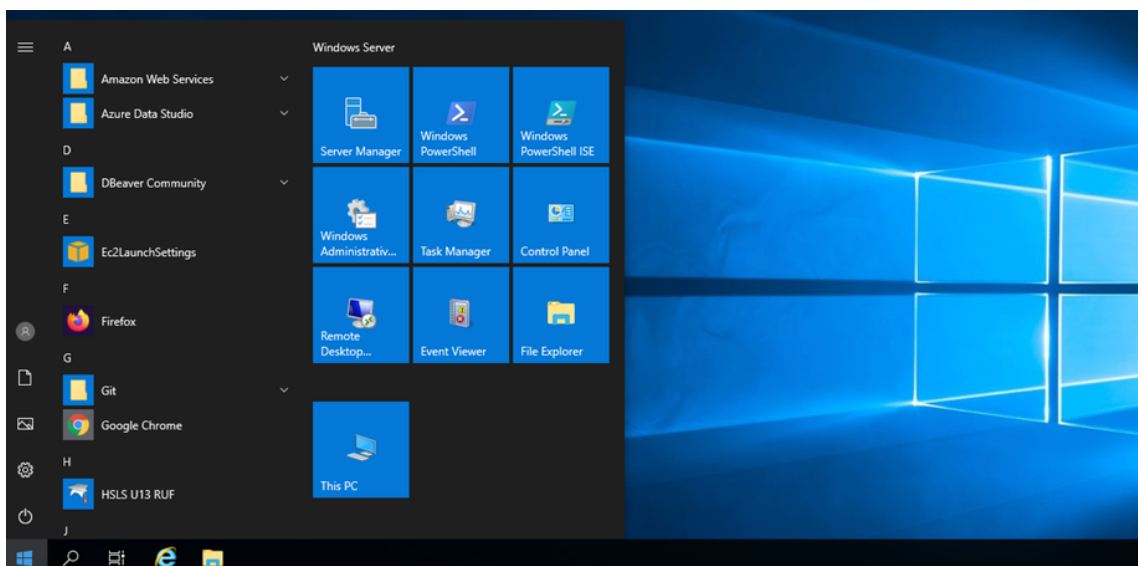 A
Amazon Web Services
Azure Data Studio
D
DBeaver Community
E
Ec2LaunchSettings
F
Firefox
G
Git
Google Chrome
H
HSLS U13 RUF
J
Windows Server
Server Manager
Windows
PowerShell
Windows
PowerShell ISE
Windows
Administrativ...
Task Manager
Control Panel
Remote
Desktop...
Event Viewer
File Explorer
This PC